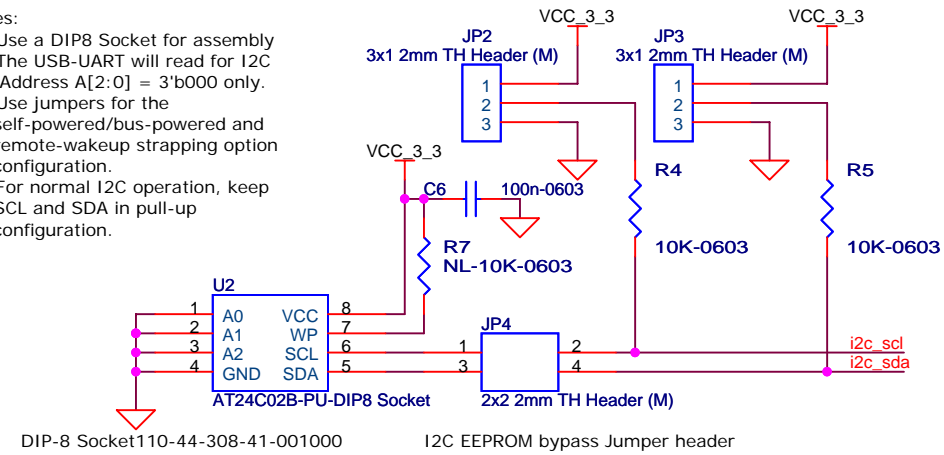 es:
Use a DIP8 Socket for assembly
The USB-UART will read for I2C
Address A[2:0] = 3'b000 only.
Use jumpers for the
self-powered/bus-powered and
remote-wakeup strapping option
configuration.
For normal I2C operation, keep
SCL and SDA in pull-up
configuration.
VCC_3_3
JP2
3x1 2mm TH Header (M)
1
2
3
VCC_3_3
JP3
3x1 2mm TH Header (M)
1
2
3
VCC_3_3
C6
100n-0603
R4
10K-0603
R5
10K-0603
R7
NL-10K-0603
U2
1 A0 VCC 8
2 A1 WP 7
3 A2 SCL 6
4 GND SDA 5
AT24C02B-PU-DIP8 Socket
JP4
1 2
3 4
2x2 2mm TH Header (M)
i2c_scl
i2c_sda
DIP-8 Socket110-44-308-41-001000
I2C EEPROM bypass Jumper header